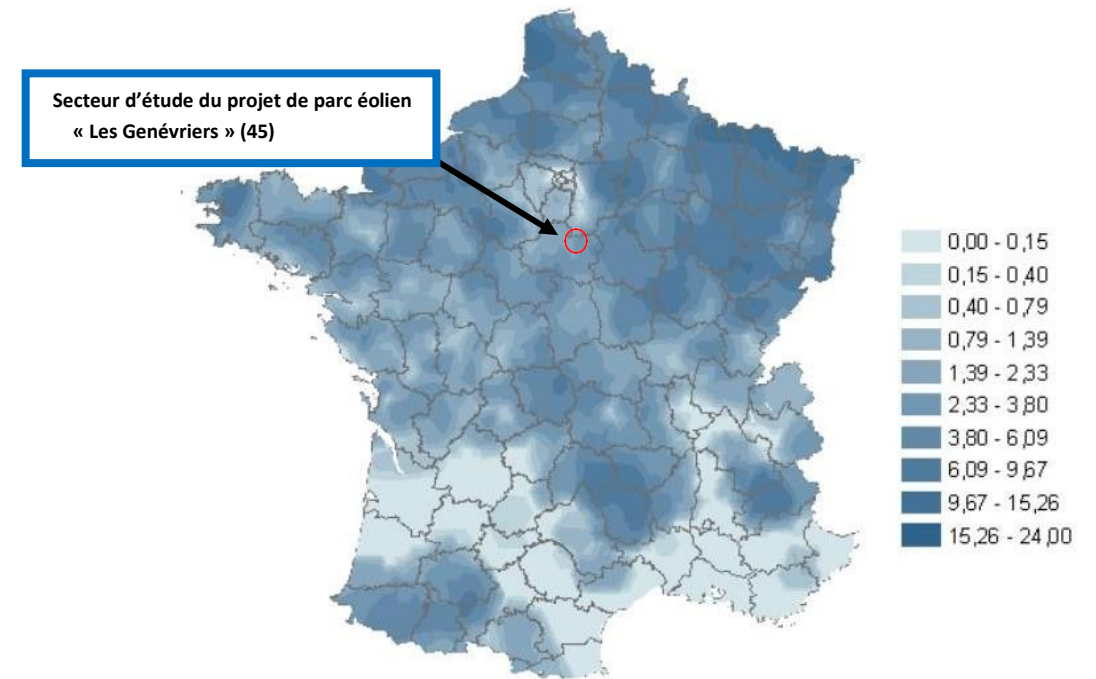 Secteur d'étude du projet de parc éolien
« Les Genévriers » (45)
0,00 - 0,15
0,15 - 0,40
0,40 - 0,79
0,79 - 1,39
1,39 - 2,33
2,33 - 3,80
3,80 - 6,09
6,09 - 9,67
9,67 - 15,26
15,26 - 24,00